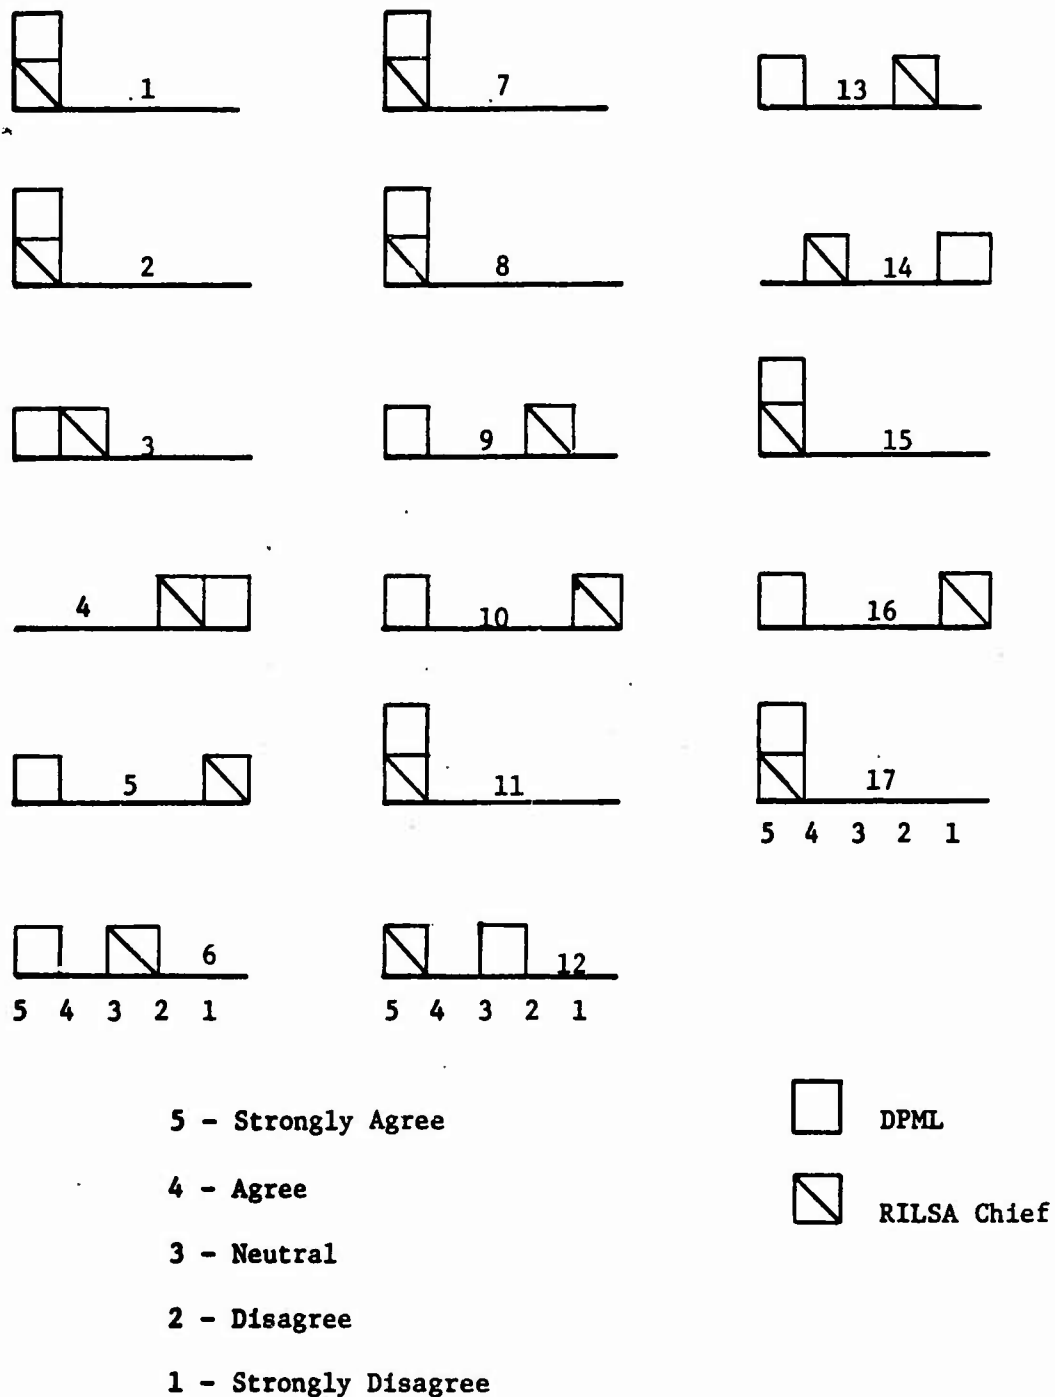 1 7 13
2 8 14
3 9 15
4 10 16
5 11 17
5 4 3 2 1
6 12
5 4 3 2 1 5 4 3 2 1
5 - Strongly Agree
DPML
4 - Agree
RILSA Chief
3 - Neutral
2 - Disagree
1 - Strongly Disagree